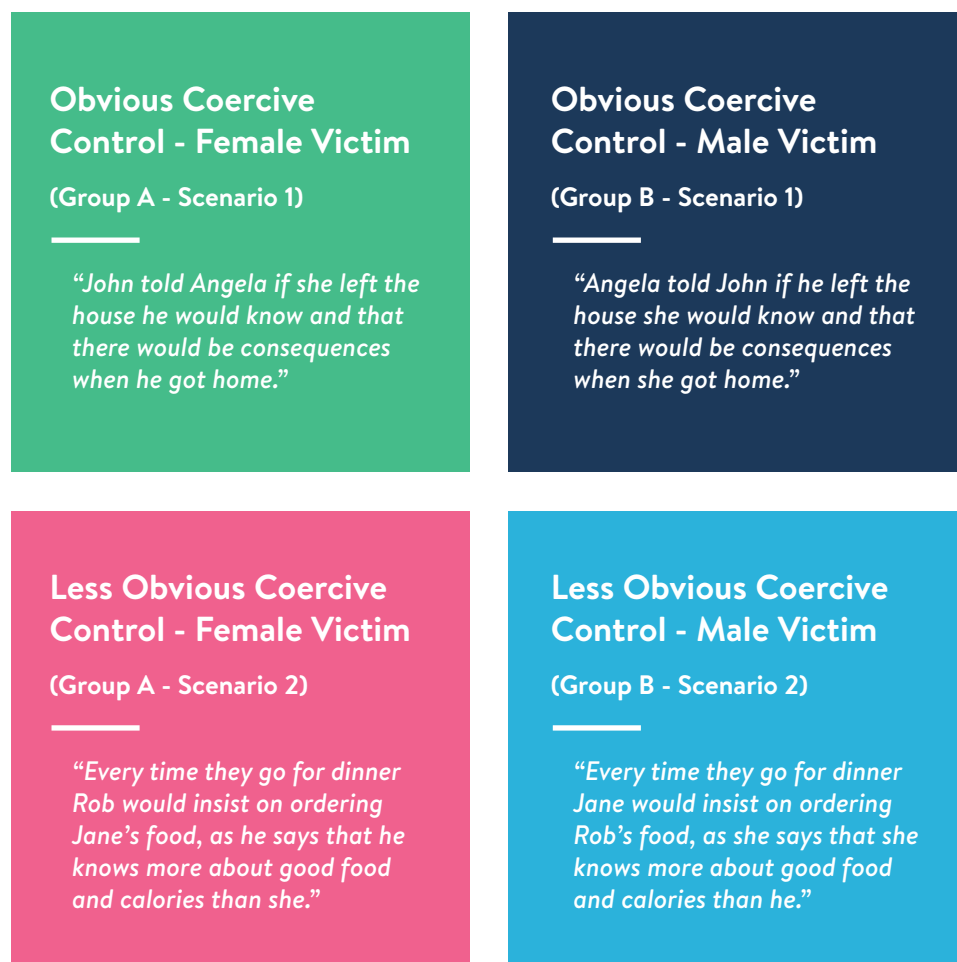 Obvious Coercive
Control - Female Victim
(Group A - Scenario 1)
“John told Angela if she left the
house he would know and that
there would be consequences
when he got home.”
Obvious Coercive
Control - Male Victim
(Group B - Scenario 1)
“Angela told John if he left the
house she would know and that
there would be consequences
when she got home.”
Less Obvious Coercive
Control - Female Victim
(Group A - Scenario 2)
“Every time they go for dinner
Rob would insist on ordering
Jane’s food, as he says that he
knows more about good food
and calories than she.”
Less Obvious Coercive
Control - Male Victim
(Group B - Scenario 2)
“Every time they go for dinner
Jane would insist on ordering
Rob’s food, as she says that she
knows more about good food
and calories than he.”